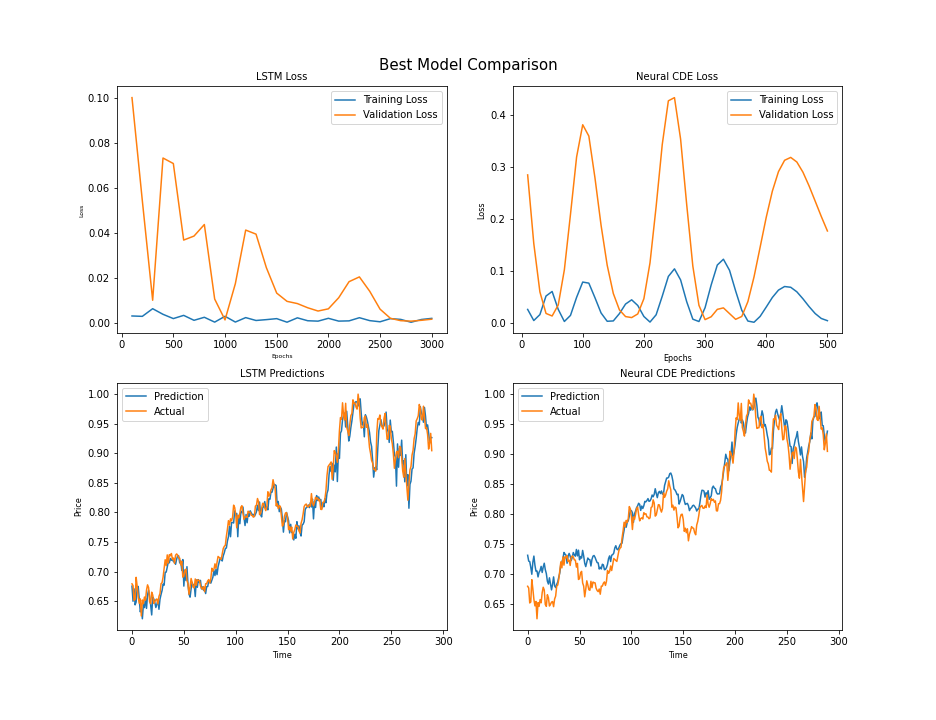 Best Model Comparison
LSTM Loss
Training Loss
Validation Loss
0.10
0.08
0.06
0.04
0.02
0.00
Loss
0
500
1000
1500
2000
2500
3000
Epochs
Neural CDE Loss
Training Loss
Validation Loss
0.4
0.3
0.2
0.1
0.0
Loss
0
100
200
300
400
500
Epochs
LSTM Predictions
Prediction
Actual
1.00
0.95
0.90
0.85
0.80
0.75
0.70
0.65
Price
0
50
100
150
200
250
300
Time
Neural CDE Predictions
Prediction
Actual
1.00
0.95
0.90
0.85
0.80
0.75
0.70
0.65
Price
0
50
100
150
200
250
300
Time